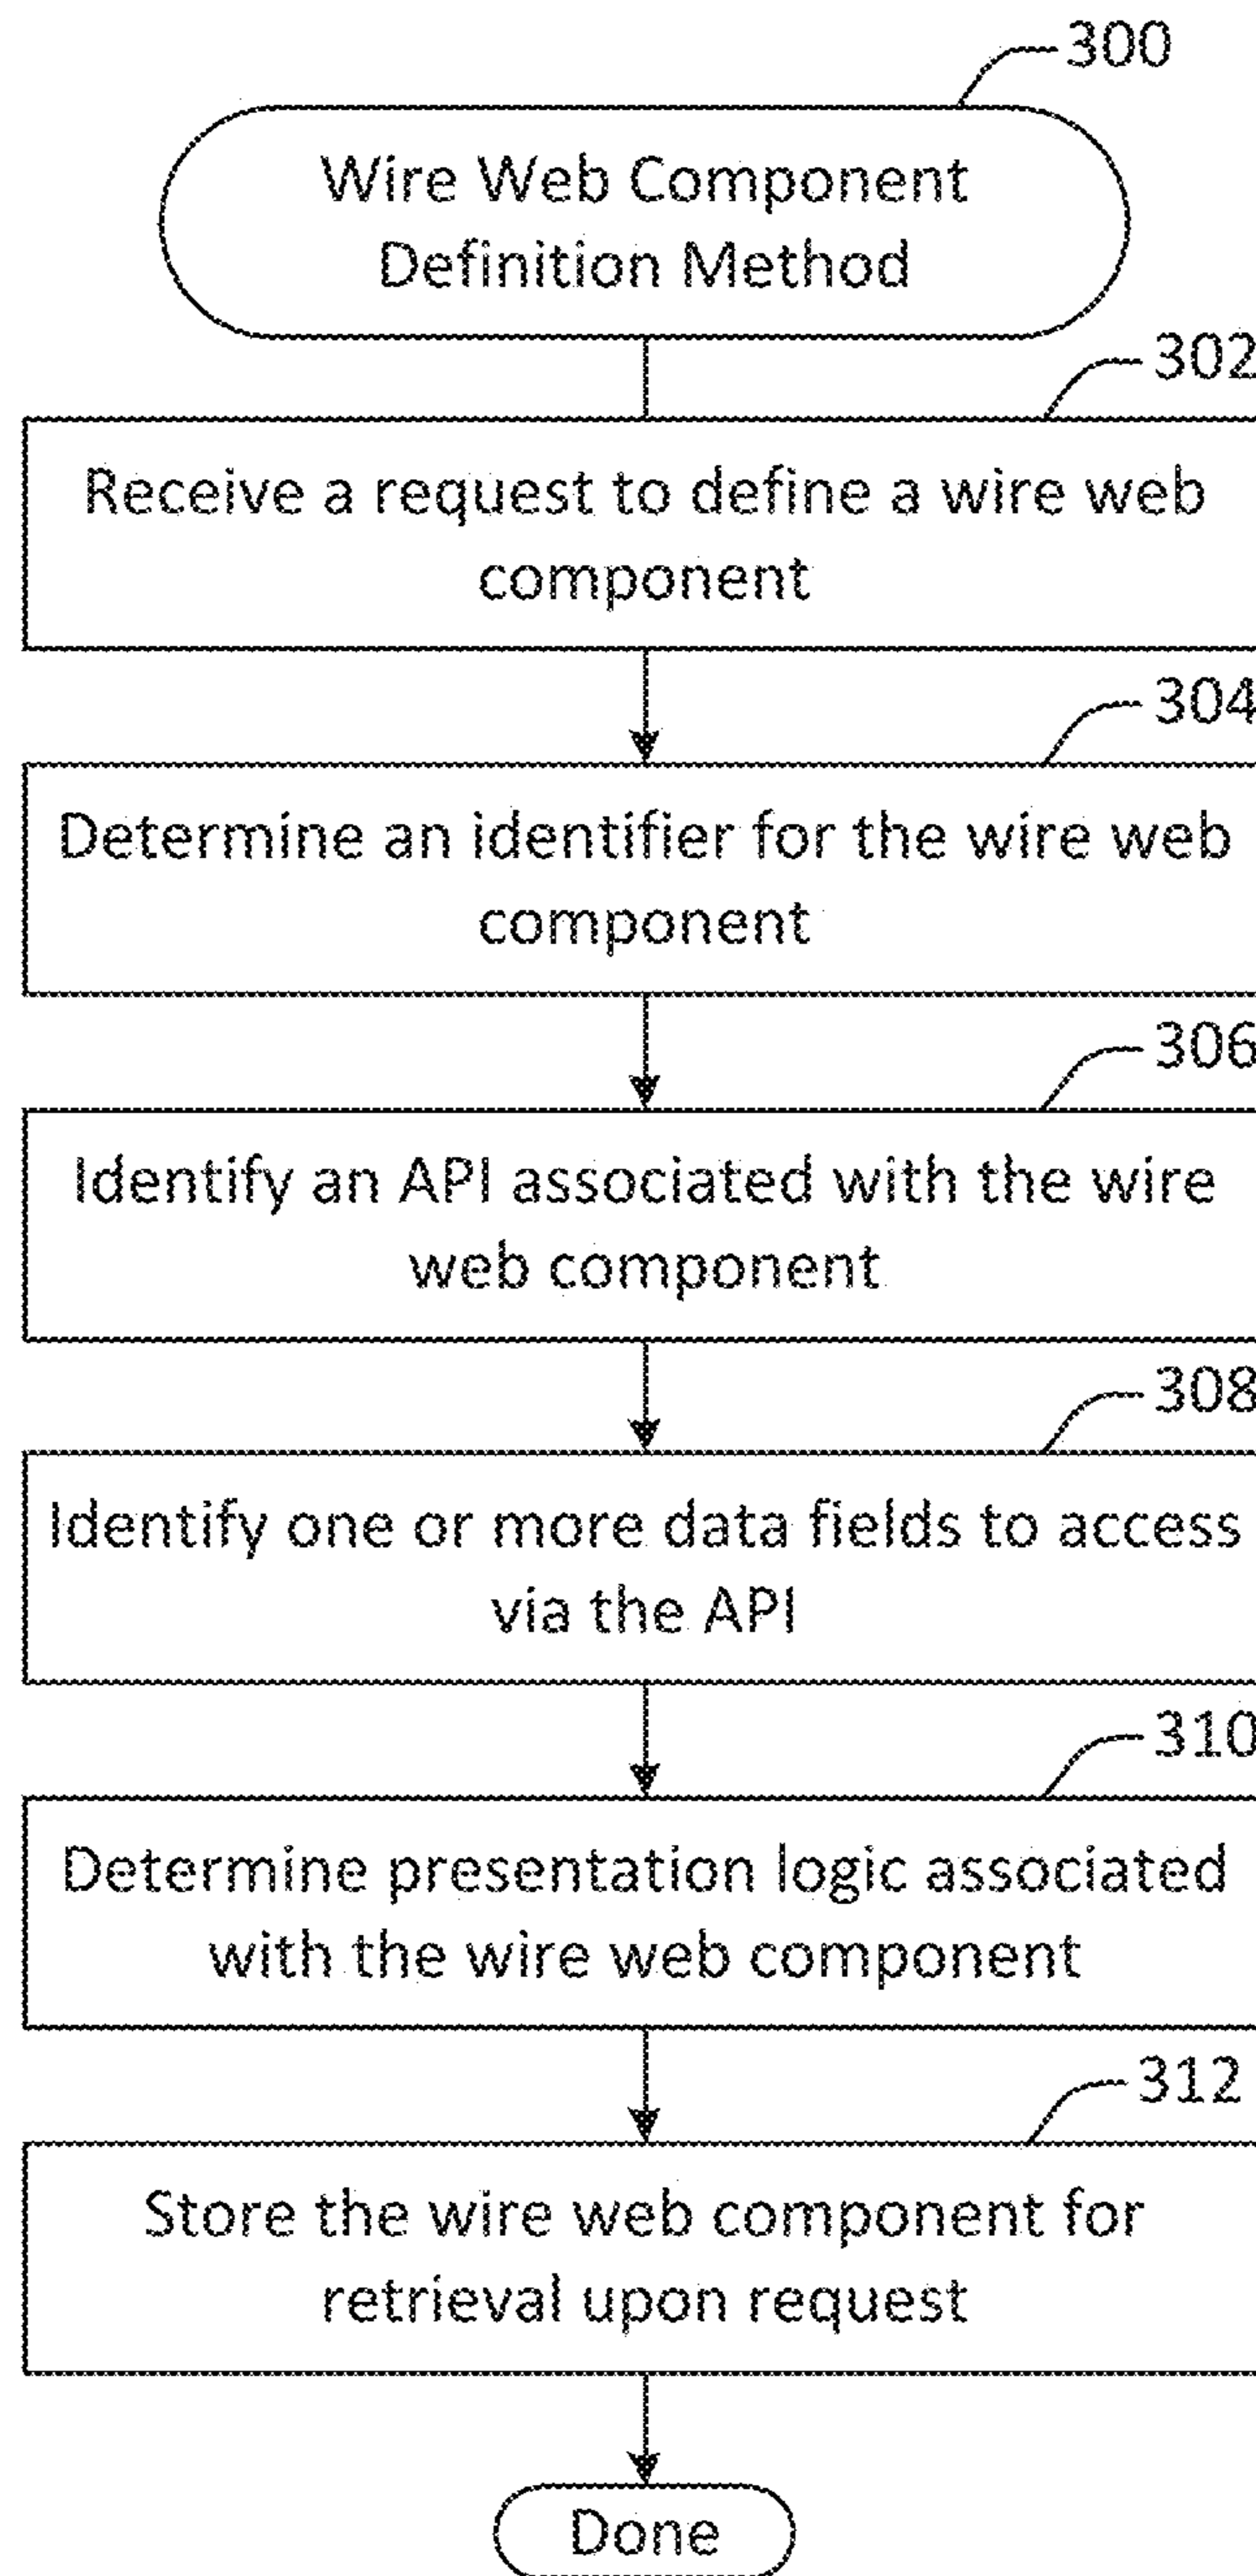 300
Wire Web Component
Definition Method
302
Receive a request to define a wire web
component
304
Determine an identifier for the wire web
component
306
Identify an API associated with the wire
web component
308
Identify one or more data fields to access
via the API
310
Determine presentation logic associated
with the wire web component
312
Store the wire web component for
retrieval upon request
Done